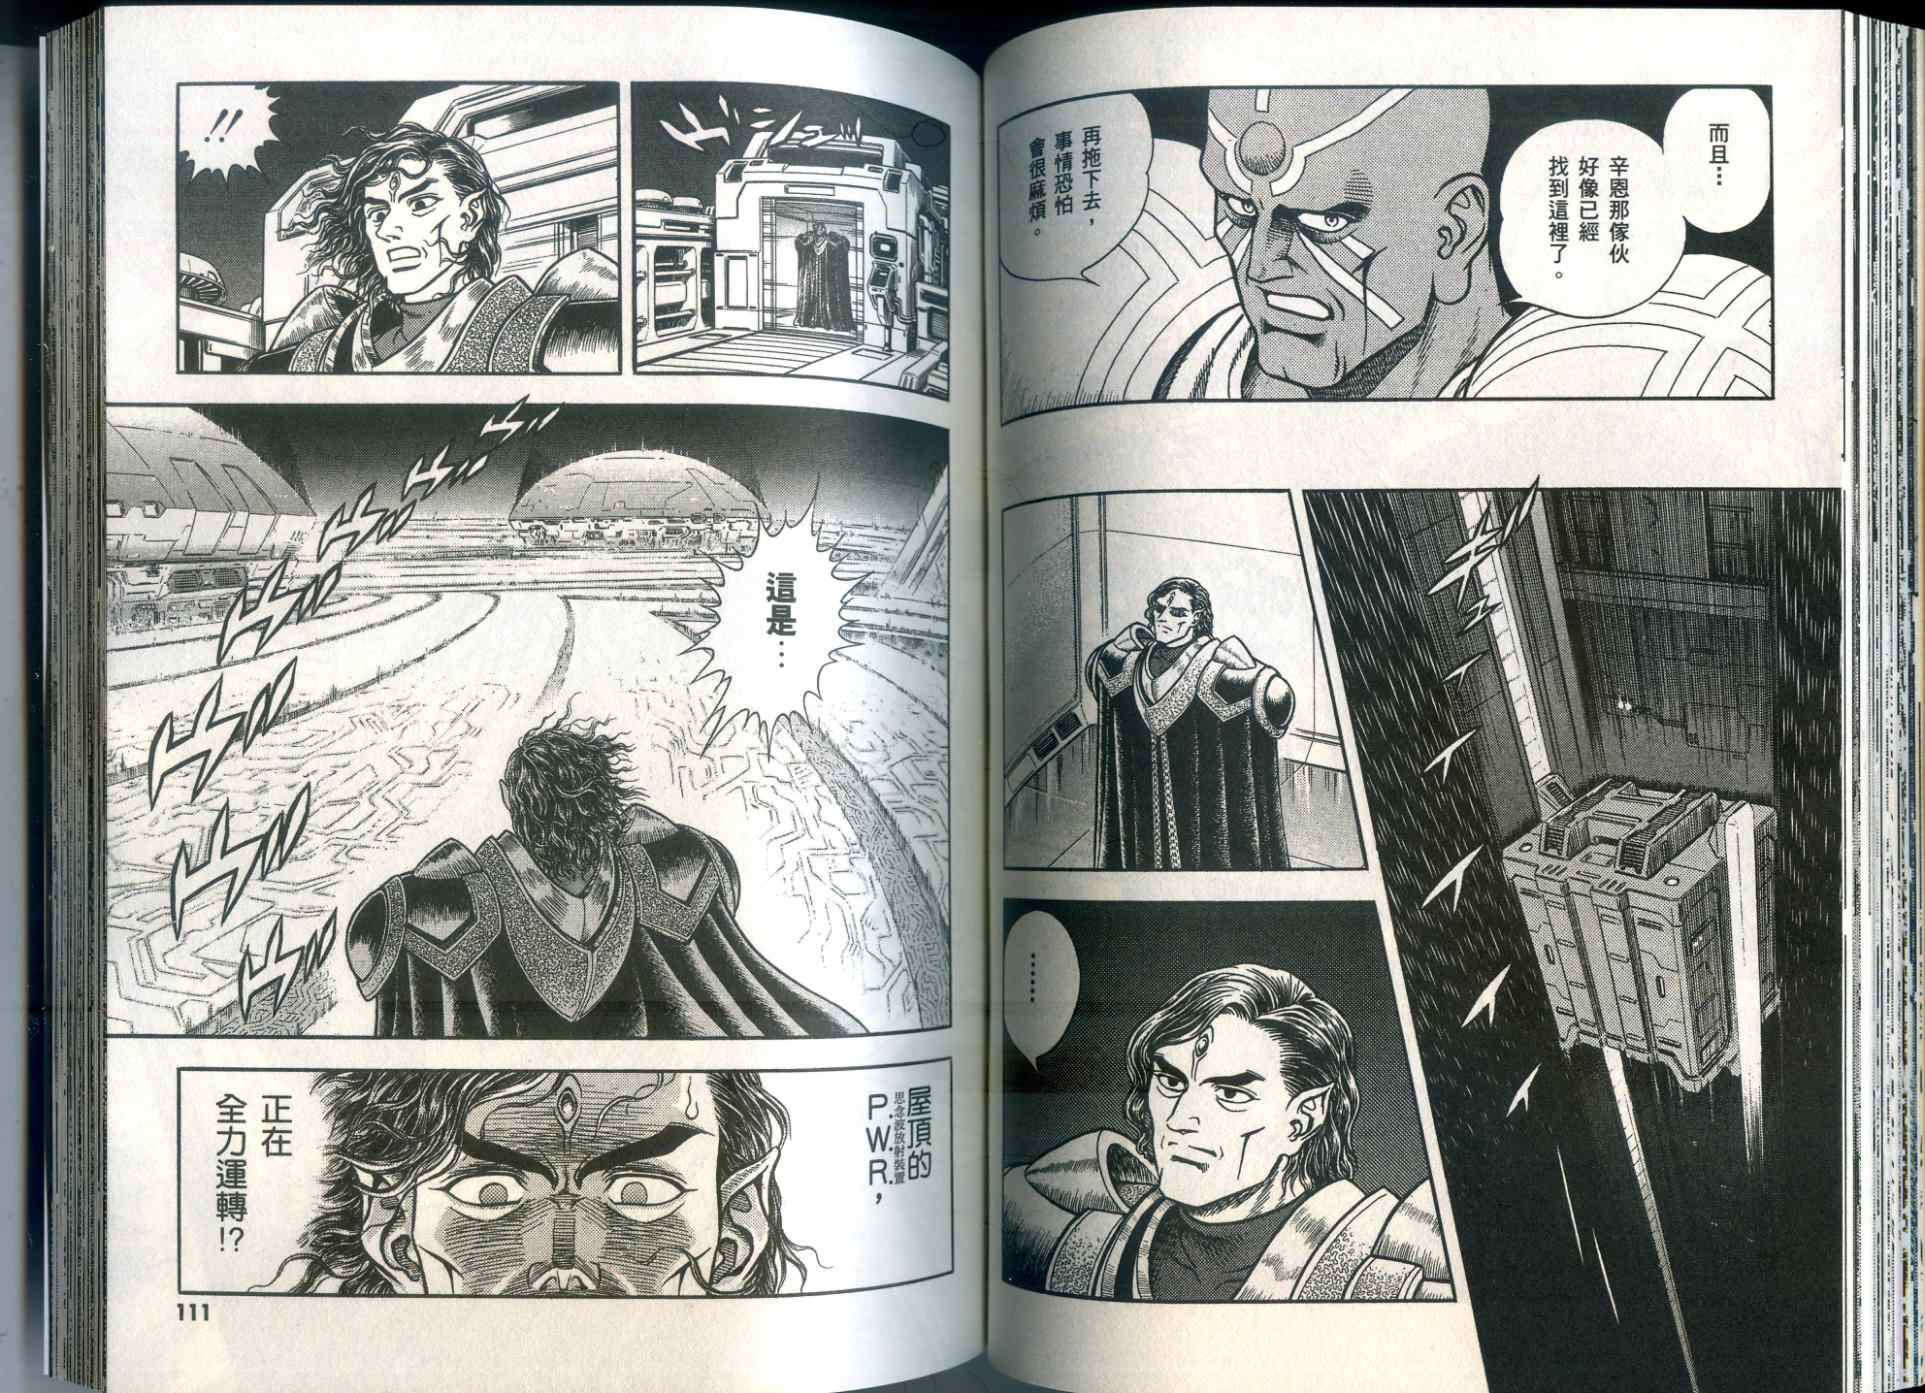 而且…
辛恩那傢伙
好像已經
找到這裡了。
再拖下去，
事情恐怕
會很麻煩。
……
!!
這是…
屋頂的
思念波放射裝置
P.W.R.，
正在
全力運轉!?
111